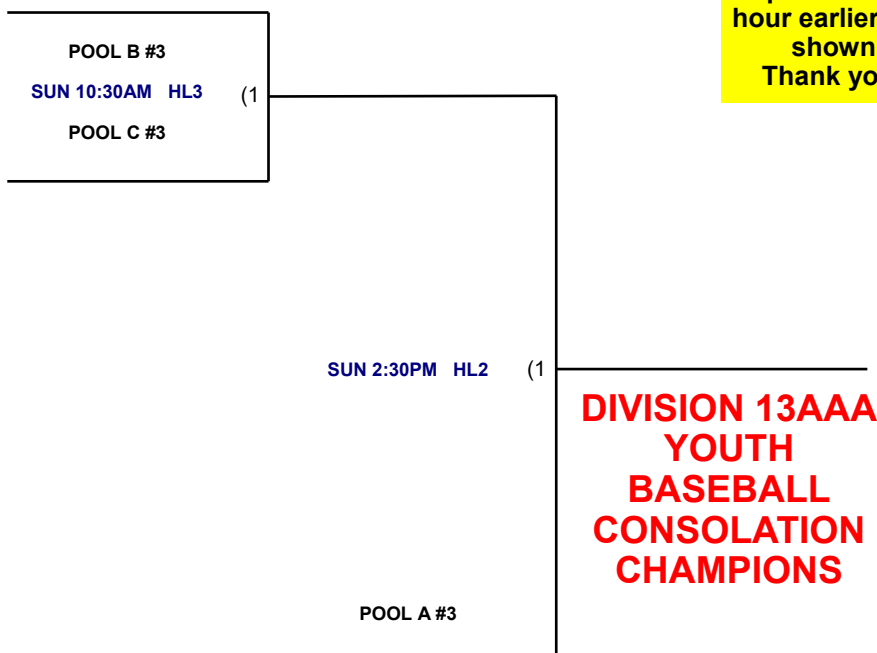 hour earlier
shown
Thank yo
POOL B #3
SUN 10:30AM HL3 (1
POOL C #3
SUN 2:30PM HL2 (1
DIVISION 13AAA
YOUTH
BASEBALL
CONSOLATION
CHAMPIONS
POOL A #3